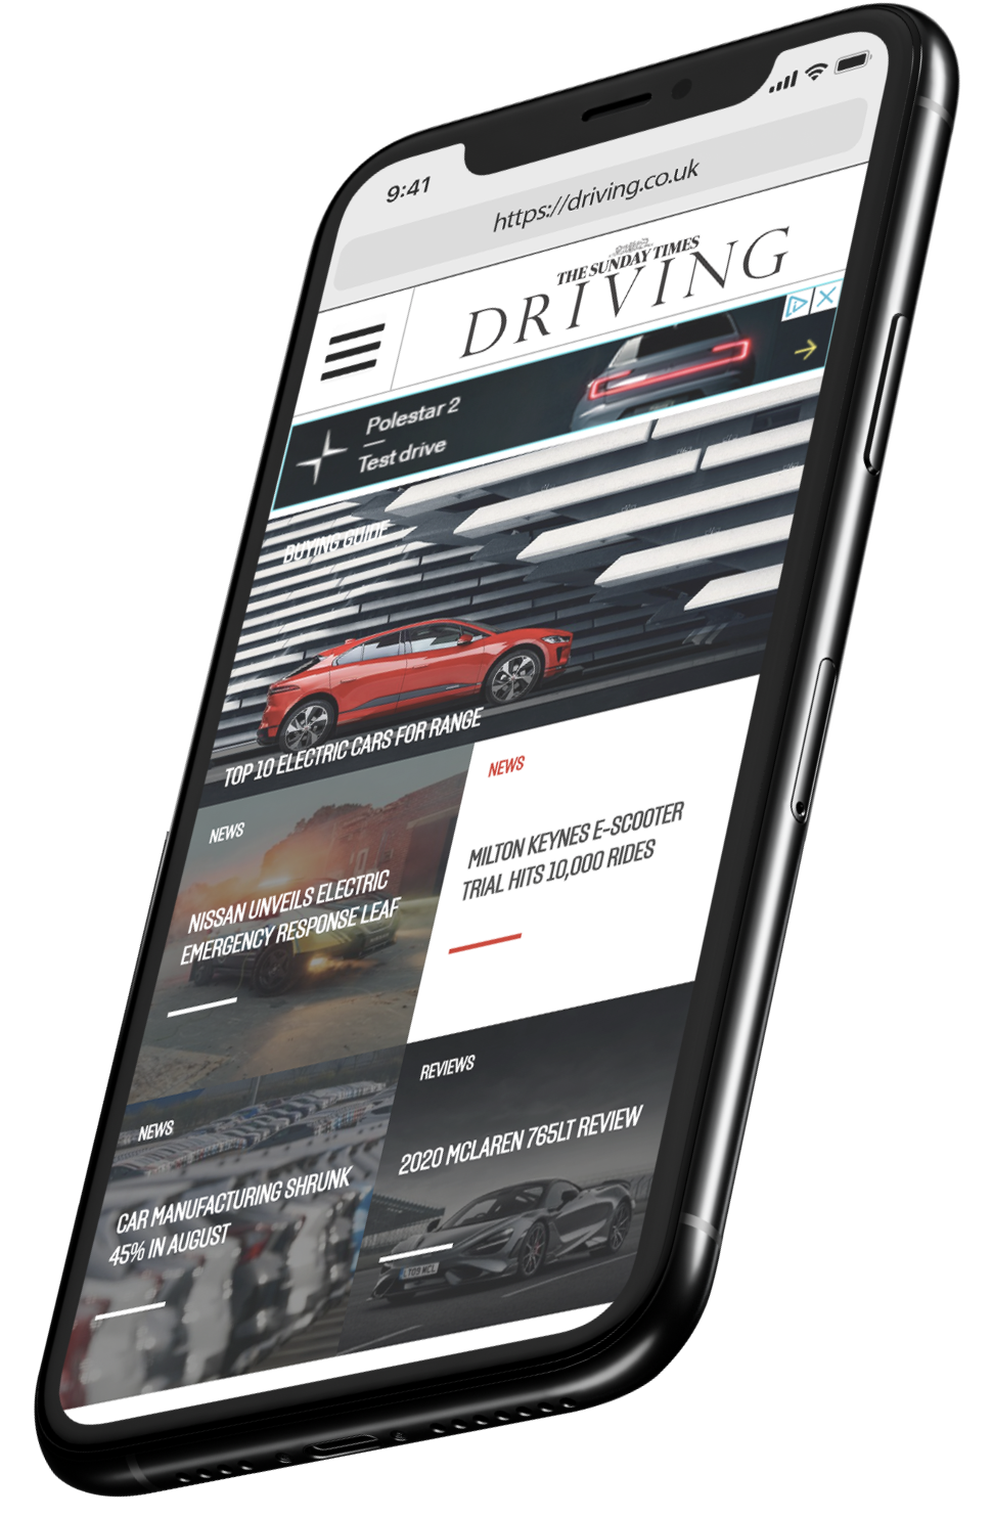 9:41
https://driving.co.uk
THE SUNDAY TIMES
DRIVING
Polestar 2
Test drive
BUYING GUIDE
TOP 10 ELECTRIC CARS FOR RANGE
NEWS
NISSAN UNVEILS ELECTRIC
EMERGENCY RESPONSE LEAF
NEWS
MILTON KEYNES E-SCOOTER
TRIAL HITS 10,000 RIDES
NEWS
CAR MANUFACTURING SHRUNK
45% IN AUGUST
REVIEWS
2020 MCLAREN 765LT REVIEW
LT09 MCL